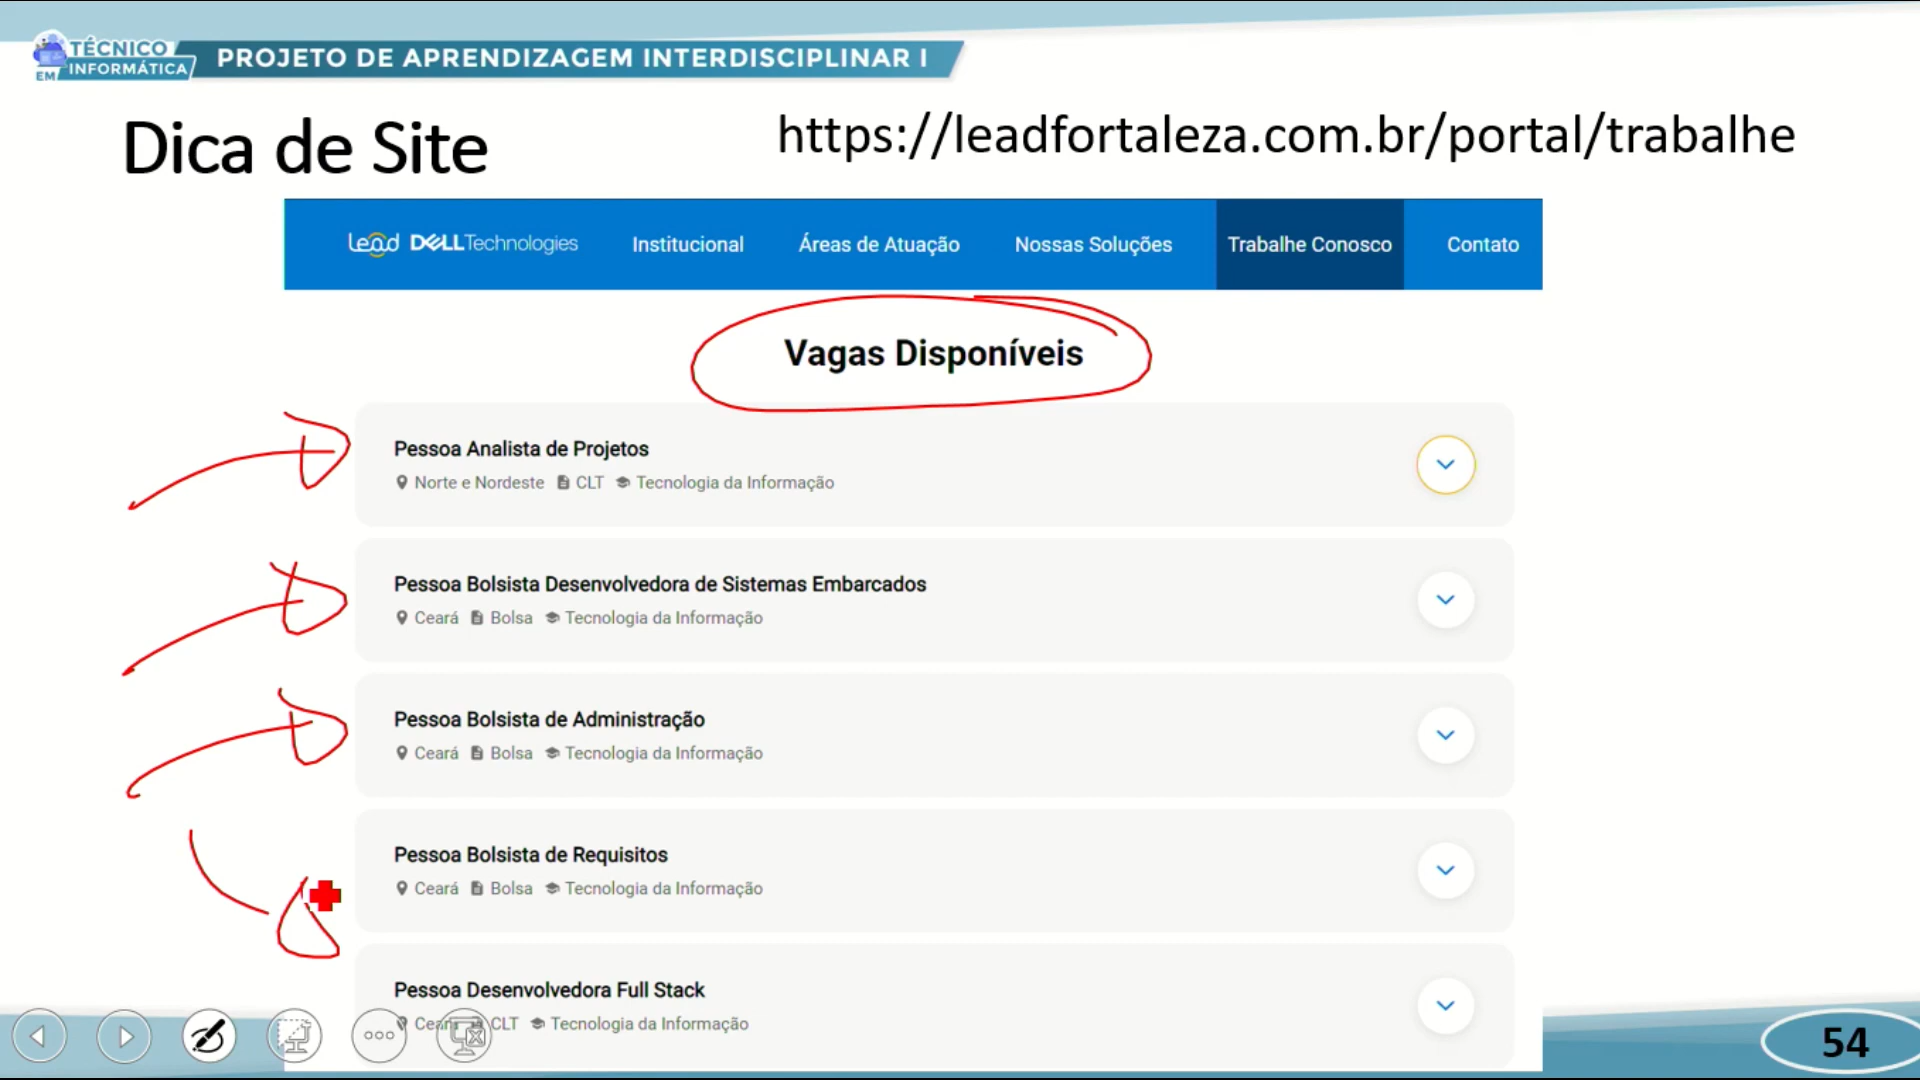 TÉCNICO
EM INFORMÁTICA
PROJETO DE APRENDIZAGEM INTERDISCIPLINAR I
Dica de Site
https://leadfortaleza.com.br/portal/trabalhe
Lead DELLTechnologies
Institucional
Áreas de Atuação
Nossas Soluções
Trabalhe Conosco
Contato
Vagas Disponíveis
Pessoa Analista de Projetos
Norte e Nordeste CLT Tecnologia da Informação
Pessoa Bolsista Desenvolvedora de Sistemas Embarcados
Ceará Bolsa Tecnologia da Informação
Pessoa Bolsista de Administração
Ceará Bolsa Tecnologia da Informação
Pessoa Bolsista de Requisitos
Ceará Bolsa Tecnologia da Informação
Pessoa Desenvolvedora Full Stack
Ceará CLT Tecnologia da Informação
54